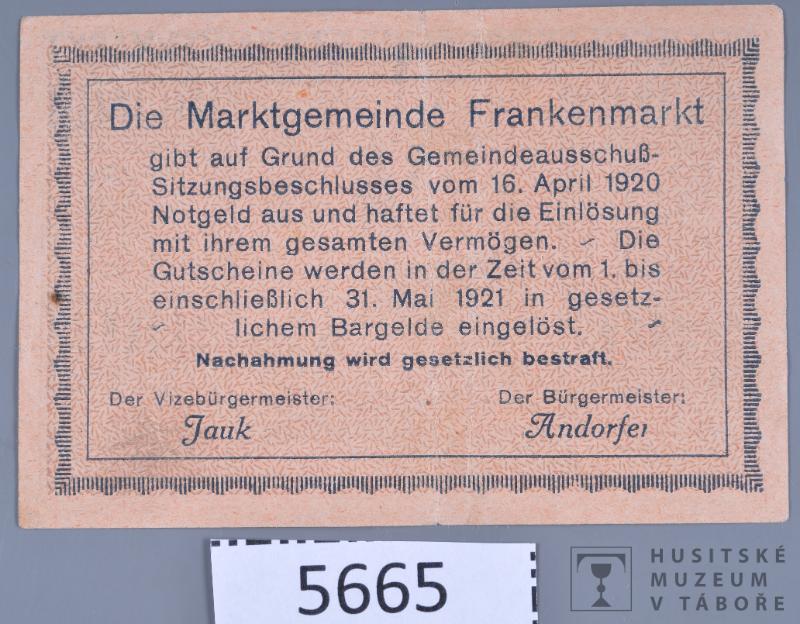 Die Marktgemeinde Frankenmarkt
gibt auf Grund des Gemeindeausschuß-
Sitzungsbeschlusses vom 16. April 1920
Notgeld aus und haftet für die Einlösung
mit ihrem gesamten Vermögen. ~ Die
Gutscheine werden in der Zeit vom 1. bis
einschließlich 31. Mai 1921 in gesetz-
~ lichem Bargelde eingelöst. ~
Nachahmung wird gesetzlich bestraft.
Der Vizebürgermeister: Der Bürgermeister:
Jauk Andorfer
5665
HUSITSKÉ
MUZEUM
V TÁBOŘE